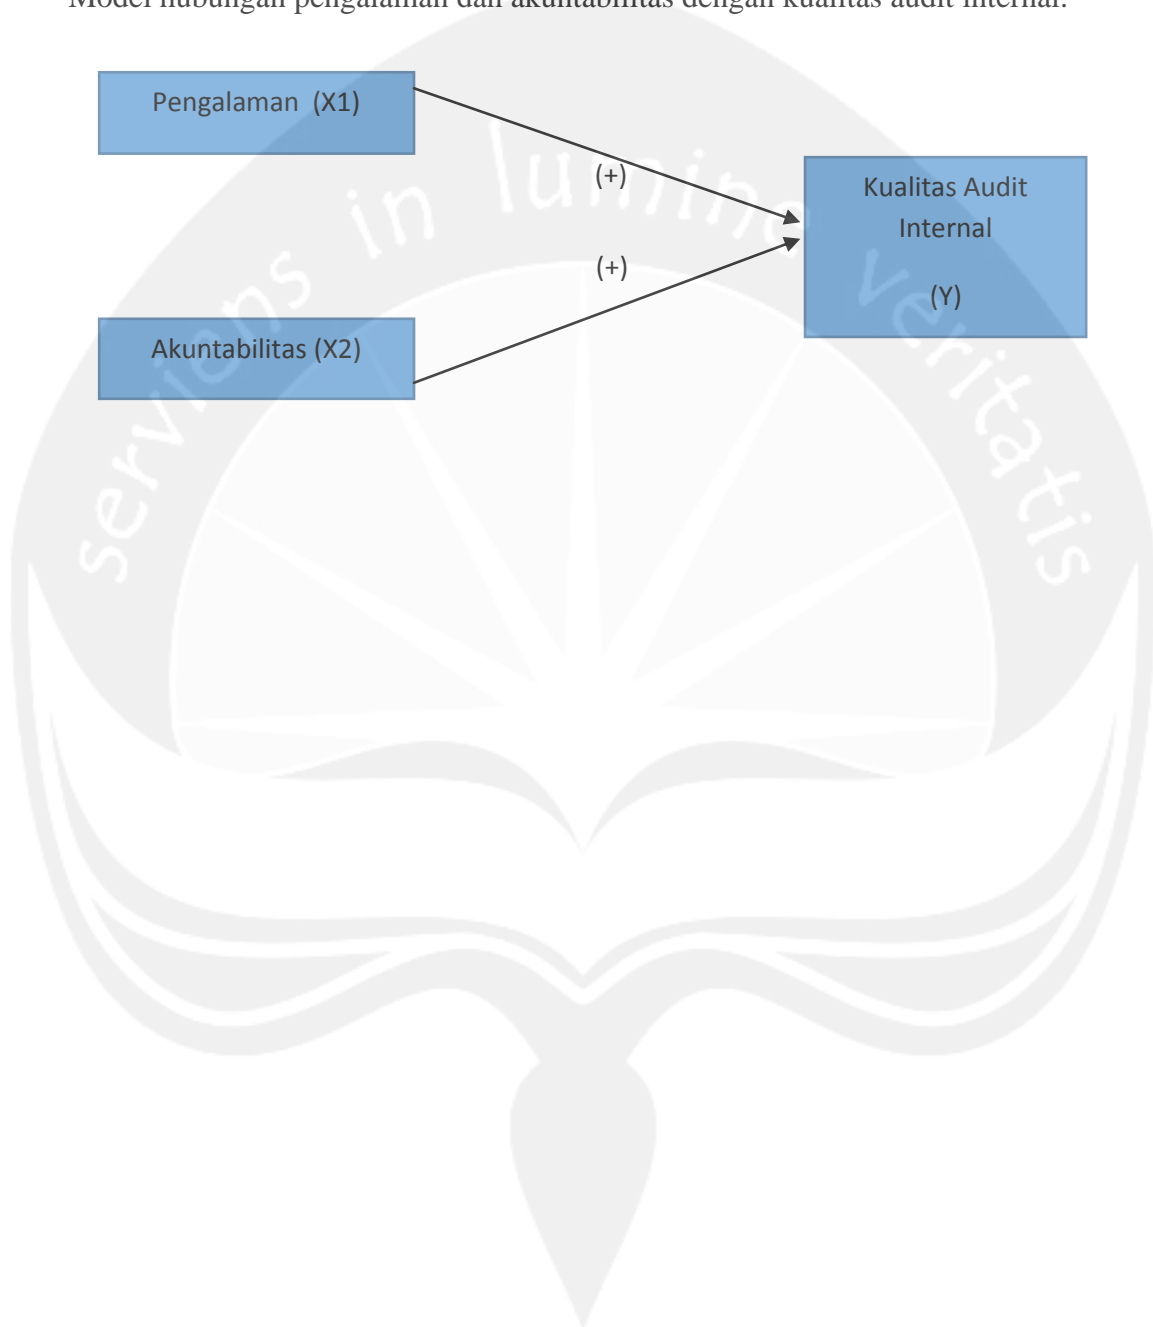 Model hubungan pengalaman dan akuntabilitas dengan kualitas audit internal.
Pengalaman (X1)
(+)
Kualitas Audit
Internal
(Y)
(+)
Akuntabilitas (X2)
serviens in lumine veritatis